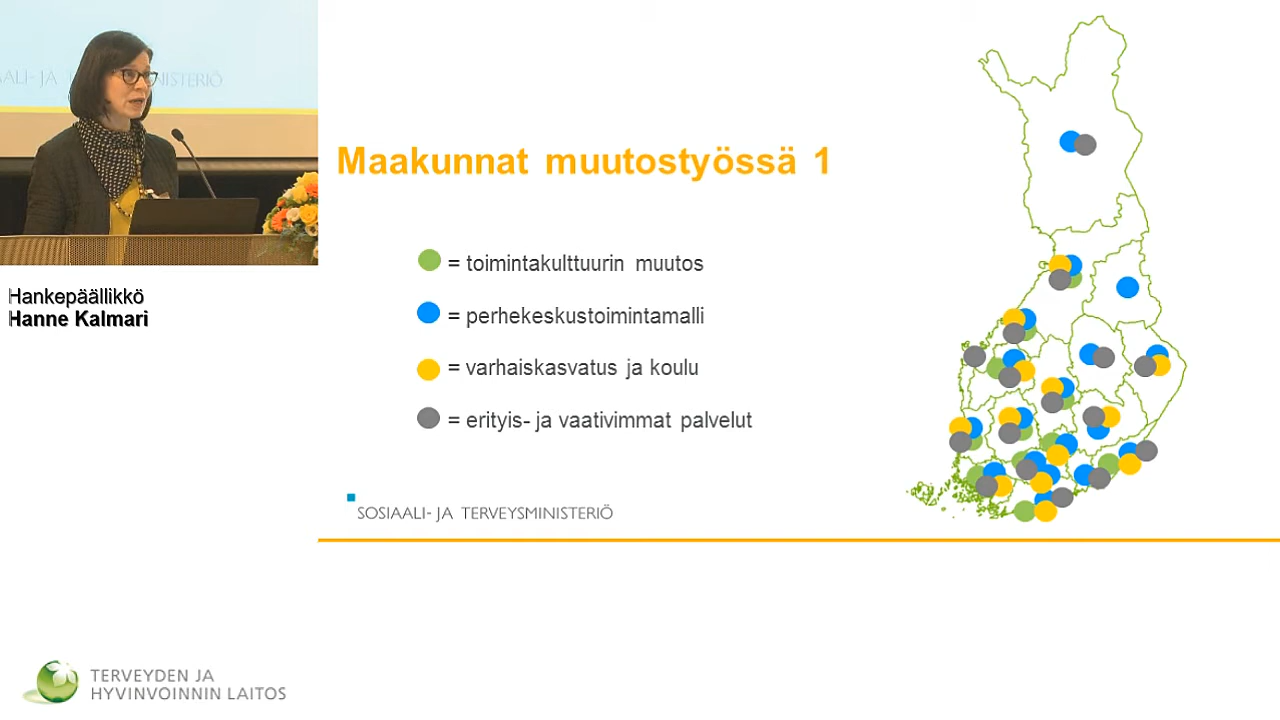 Maakunnat muutostyössä 1
= toimintakulttuurin muutos
= perhekeskustoimintamalli
= varhaiskasvatus ja koulu
= erityis- ja vaativimmat palvelut
SOSIAALI- JA TERVEYSMINISTERIÖ
Hankepäällikkö
Hanne Kalmari
TERVEYDEN JA
HYVINVOINNIN LAITOS